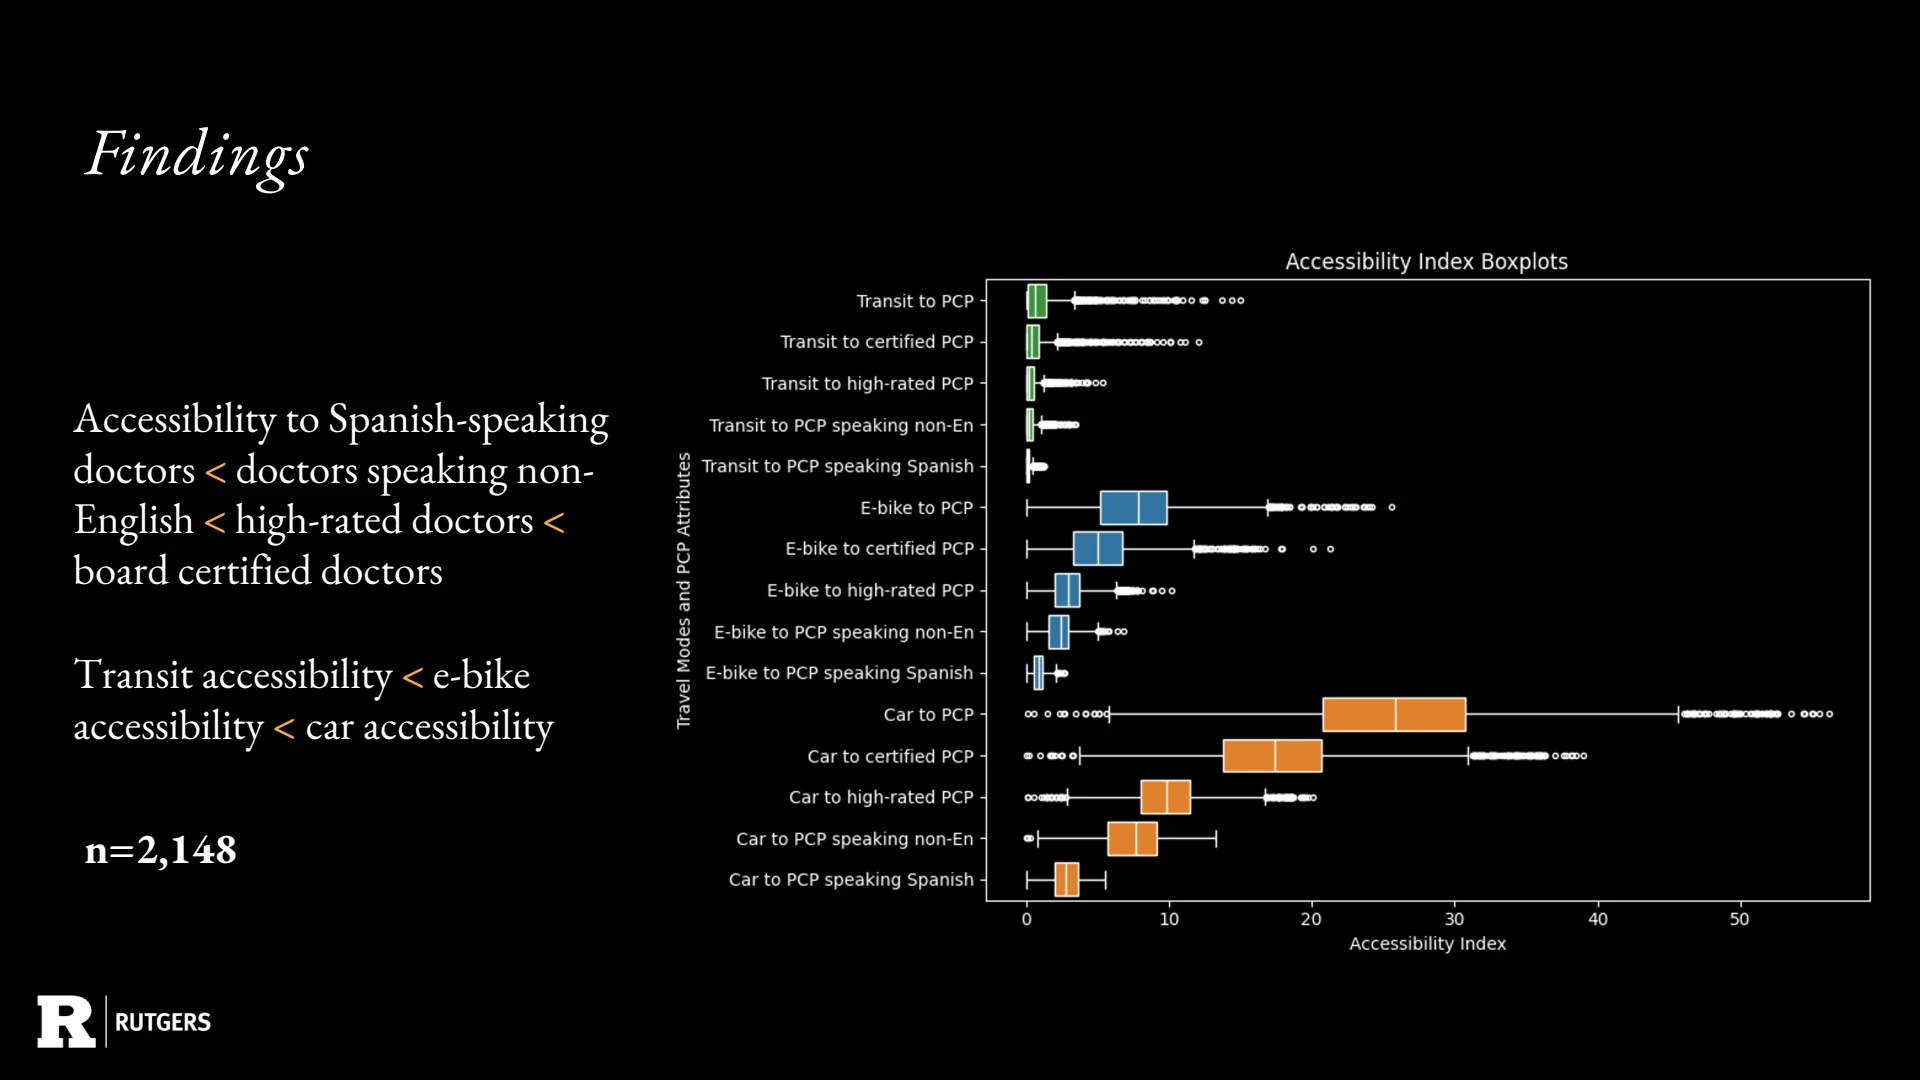 Findings
Accessibility to Spanish-speaking
doctors < doctors speaking non-
English < high-rated doctors <
board certified doctors
Transit accessibility < e-bike
accessibility < car accessibility
n=2,148
Accessibility Index Boxplots
Travel Modes and PCP Attributes
Transit to PCP
Transit to certified PCP
Transit to high-rated PCP
Transit to PCP speaking non-En
Transit to PCP speaking Spanish
E-bike to PCP
E-bike to certified PCP
E-bike to high-rated PCP
E-bike to PCP speaking non-En
E-bike to PCP speaking Spanish
Car to PCP
Car to certified PCP
Car to high-rated PCP
Car to PCP speaking non-En
Car to PCP speaking Spanish
0 10 20 30 40 50
Accessibility Index
R RUTGERS